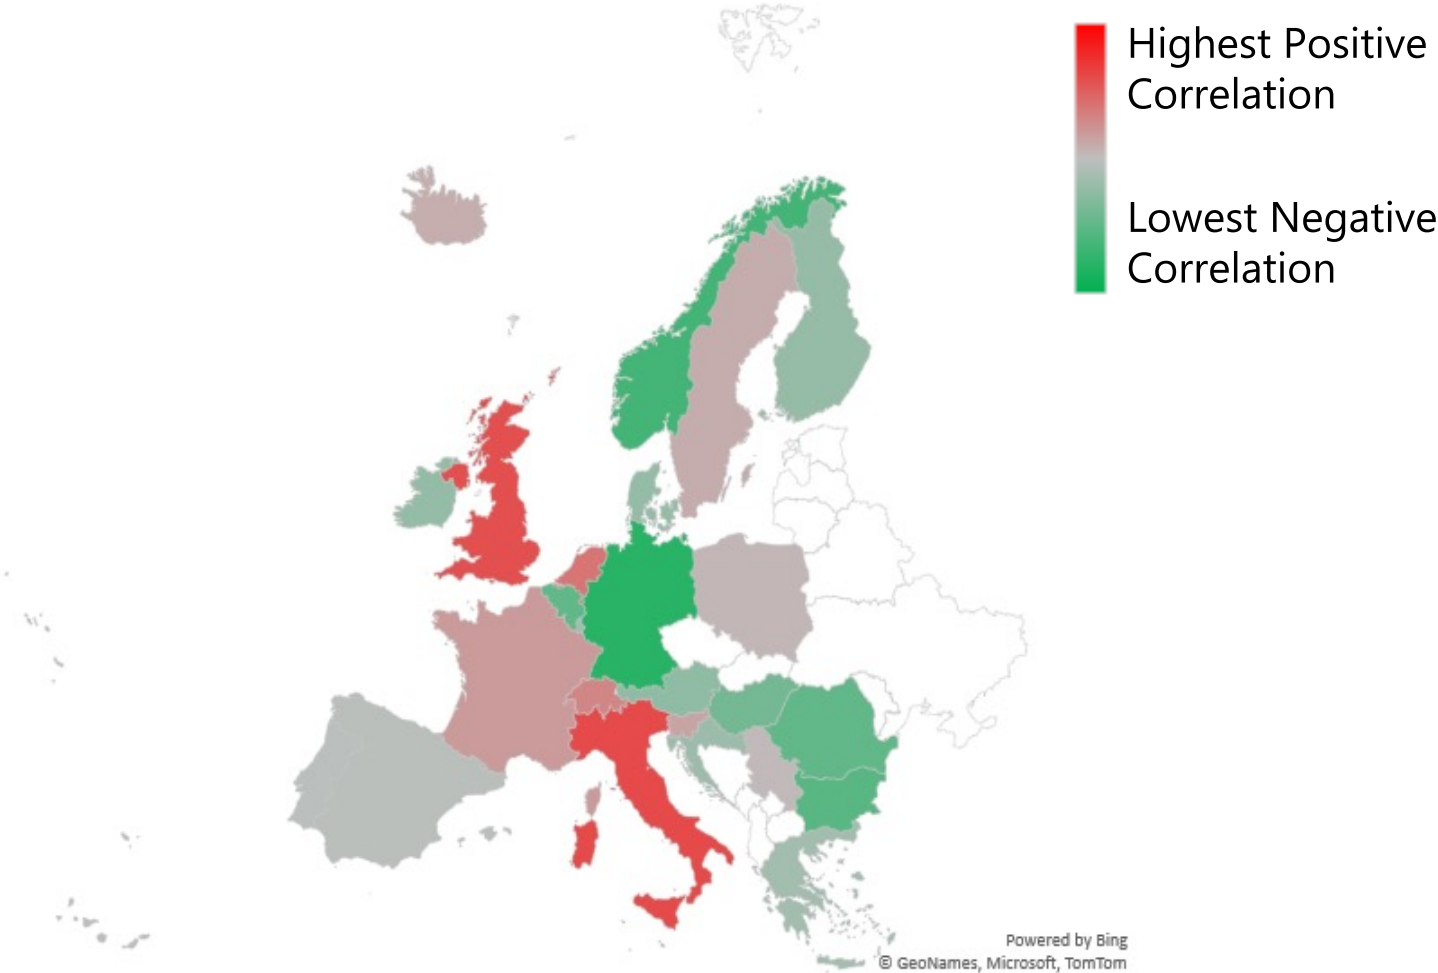 Highest Positive
Correlation
Lowest Negative
Correlation
Powered by Bing
© GeoNames, Microsoft, TomTom